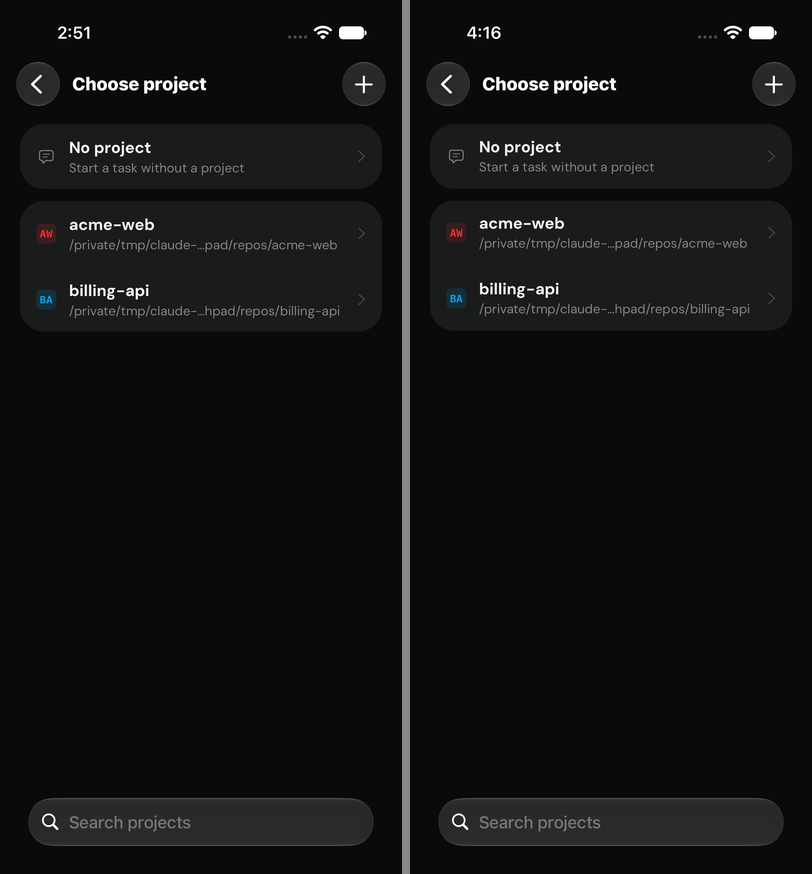 2:51
Choose project
No project
Start a task without a project
AW
acme-web
/private/tmp/claude-...pad/repos/acme-web
BA
billing-api
/private/tmp/claude-...hpad/repos/billing-api
Search projects
4:16
Choose project
No project
Start a task without a project
AW
acme-web
/private/tmp/claude-...pad/repos/acme-web
BA
billing-api
/private/tmp/claude-...hpad/repos/billing-api
Search projects